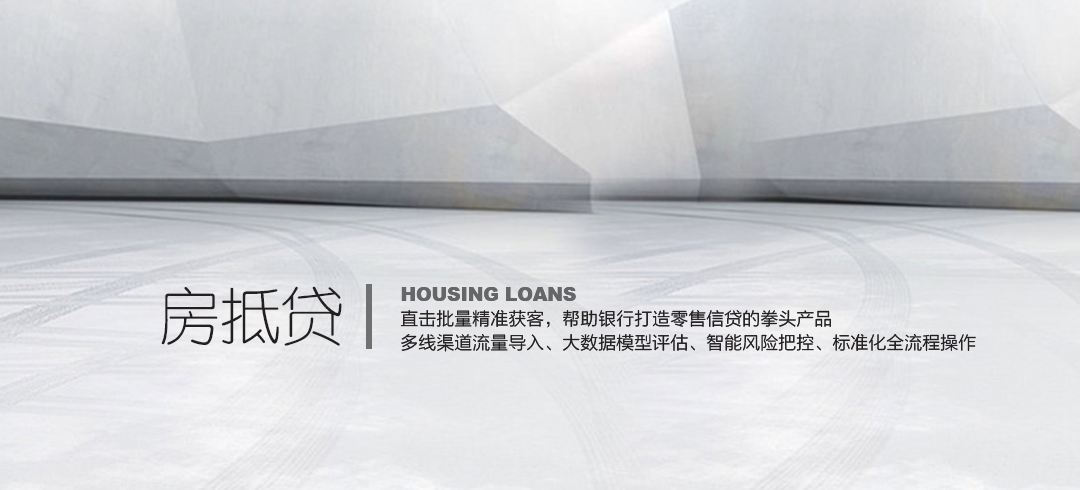 房抵贷
HOUSING LOANS
直击批量精准获客，帮助银行打造零售信贷的拳头产品
多线渠道流量导入、大数据模型评估、智能风险把控、标准化全流程操作